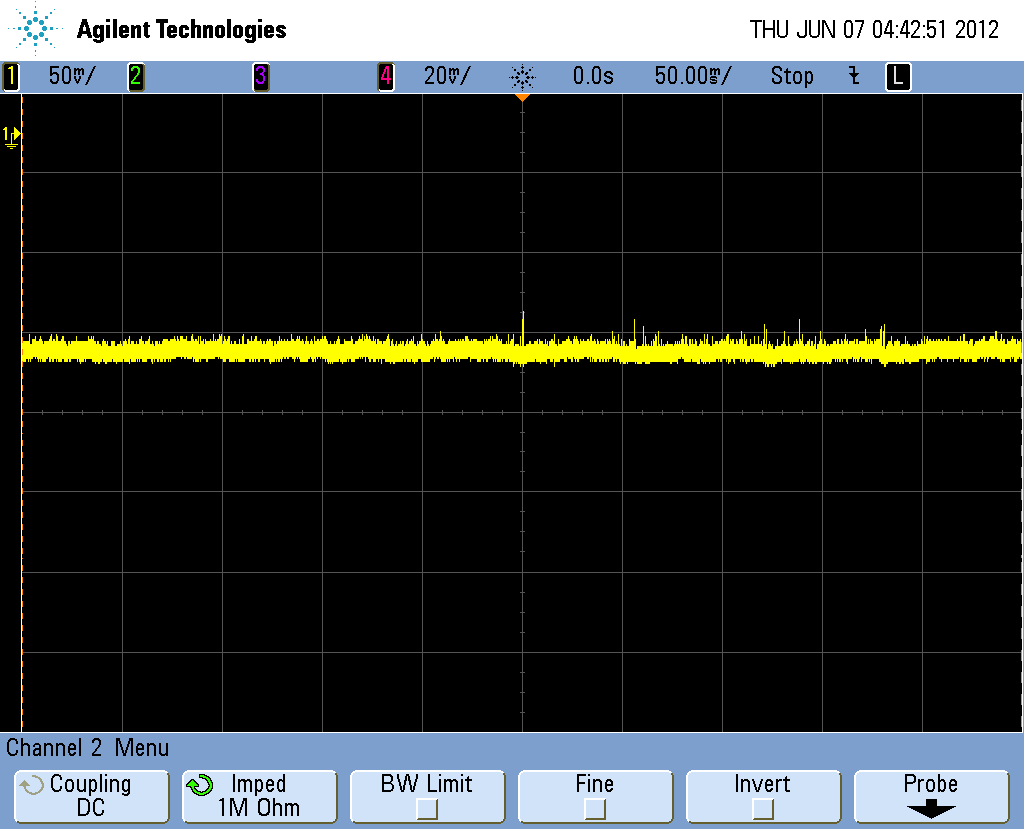 Agilent Technologies THU JUN 07 04:42:51 2012
1 50mV/ 2 3 4 20mV/ 0.0s 50.00ms/ Stop L
1
Channel 2 Menu
Coupling Imped BW Limit Fine Invert Probe
DC 1M Ohm